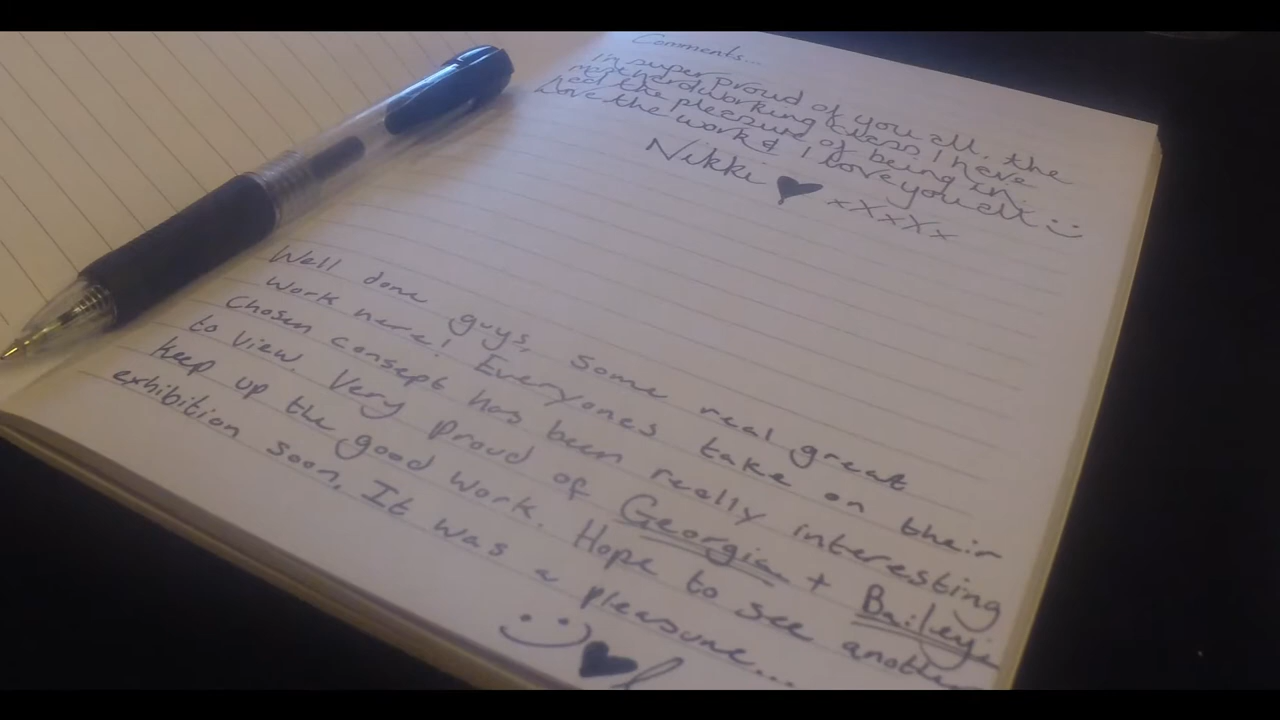 Comments...
I'm super proud of you all, the
most hardworking class I have
had the pleasure of being in.
Love the work & I love you all :)
Nikki ♥ xXxXx
Well done guys, some real great
work here! Everyones take on their
Chosen consept has been really interesting
to view. Very proud of Georgia + Bailey.
Keep up the good work. Hope to see another
exhibition soon, It was a pleasure...